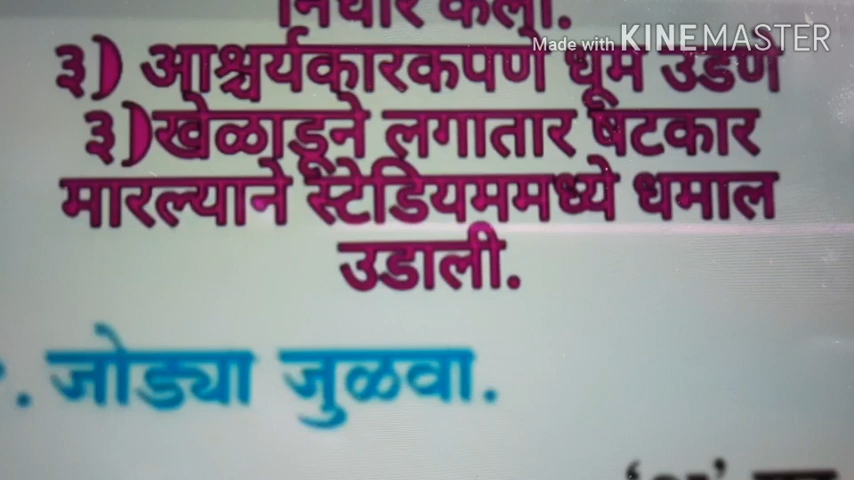 निर्धार केला.
Made with KINEMASTER
३) आश्चर्यकारकपणे धूम उडणे
३)खेळाडूने लगातार षटकार
मारल्याने स्टेडियममध्ये धमाल
उडाली.
. जोड्या जुळवा.